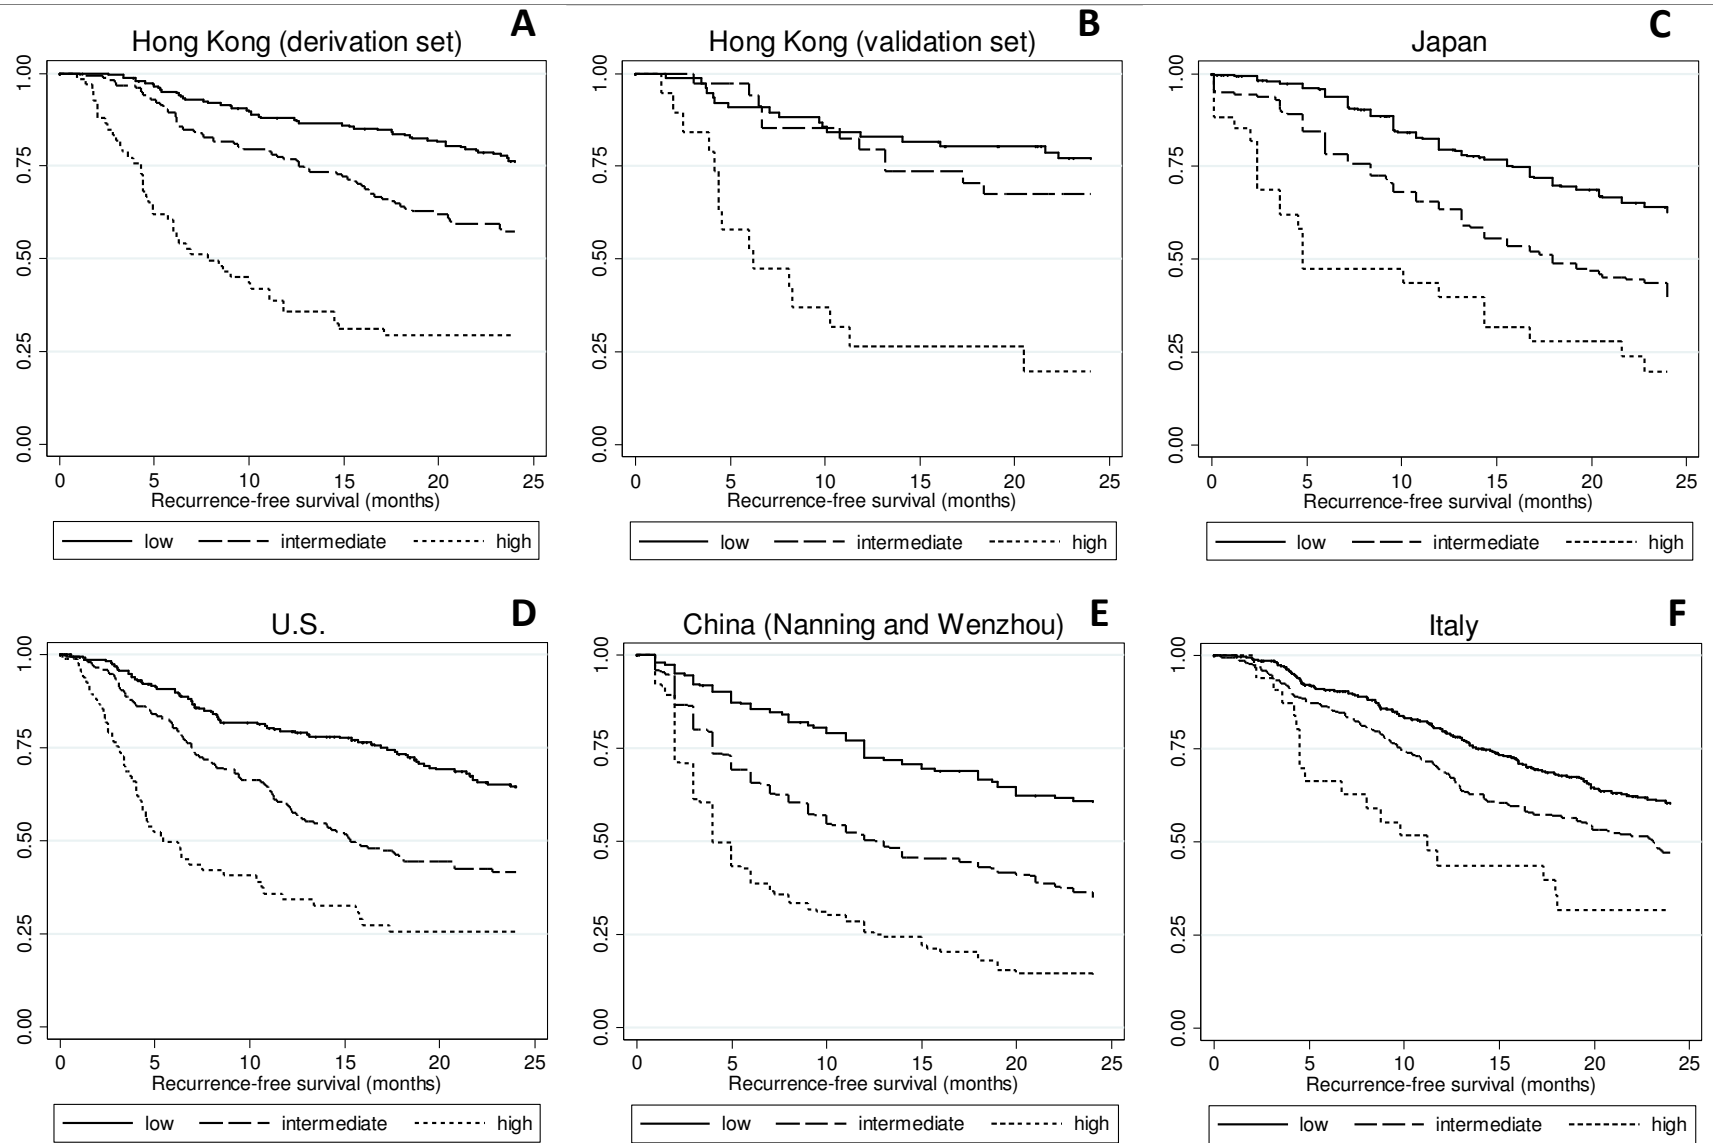 A
Hong Kong (derivation set)
1.00
0.75
0.50
0.25
0.00
0 5 10 15 20 25
Recurrence-free survival (months)
low intermediate high
B
Hong Kong (validation set)
1.00
0.75
0.50
0.25
0.00
0 5 10 15 20 25
Recurrence-free survival (months)
low intermediate high
C
Japan
1.00
0.75
0.50
0.25
0.00
0 5 10 15 20 25
Recurrence-free survival (months)
low intermediate high
D
U.S.
1.00
0.75
0.50
0.25
0.00
0 5 10 15 20 25
Recurrence-free survival (months)
low intermediate high
E
China (Nanning and Wenzhou)
1.00
0.75
0.50
0.25
0.00
0 5 10 15 20 25
Recurrence-free survival (months)
low intermediate high
F
Italy
1.00
0.75
0.50
0.25
0.00
0 5 10 15 20 25
Recurrence-free survival (months)
low intermediate high